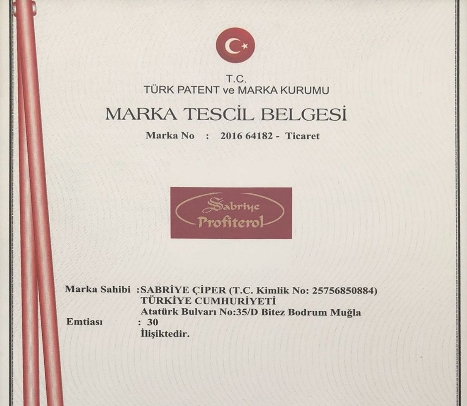 T.C.
TÜRK PATENT ve MARKA KURUMU
MARKA TESCİL BELGESİ
Marka No : 2016 64182 - Ticaret
Sabriye
Profiterol
Marka Sahibi :SABRİYE ÇİPER (T.C. Kimlik No: 25756850884)
TÜRKİYE CUMHURİYETİ
Atatürk Bulvarı No:35/D Bitez Bodrum Muğla
Emtiası : 30
İlişiktedir.